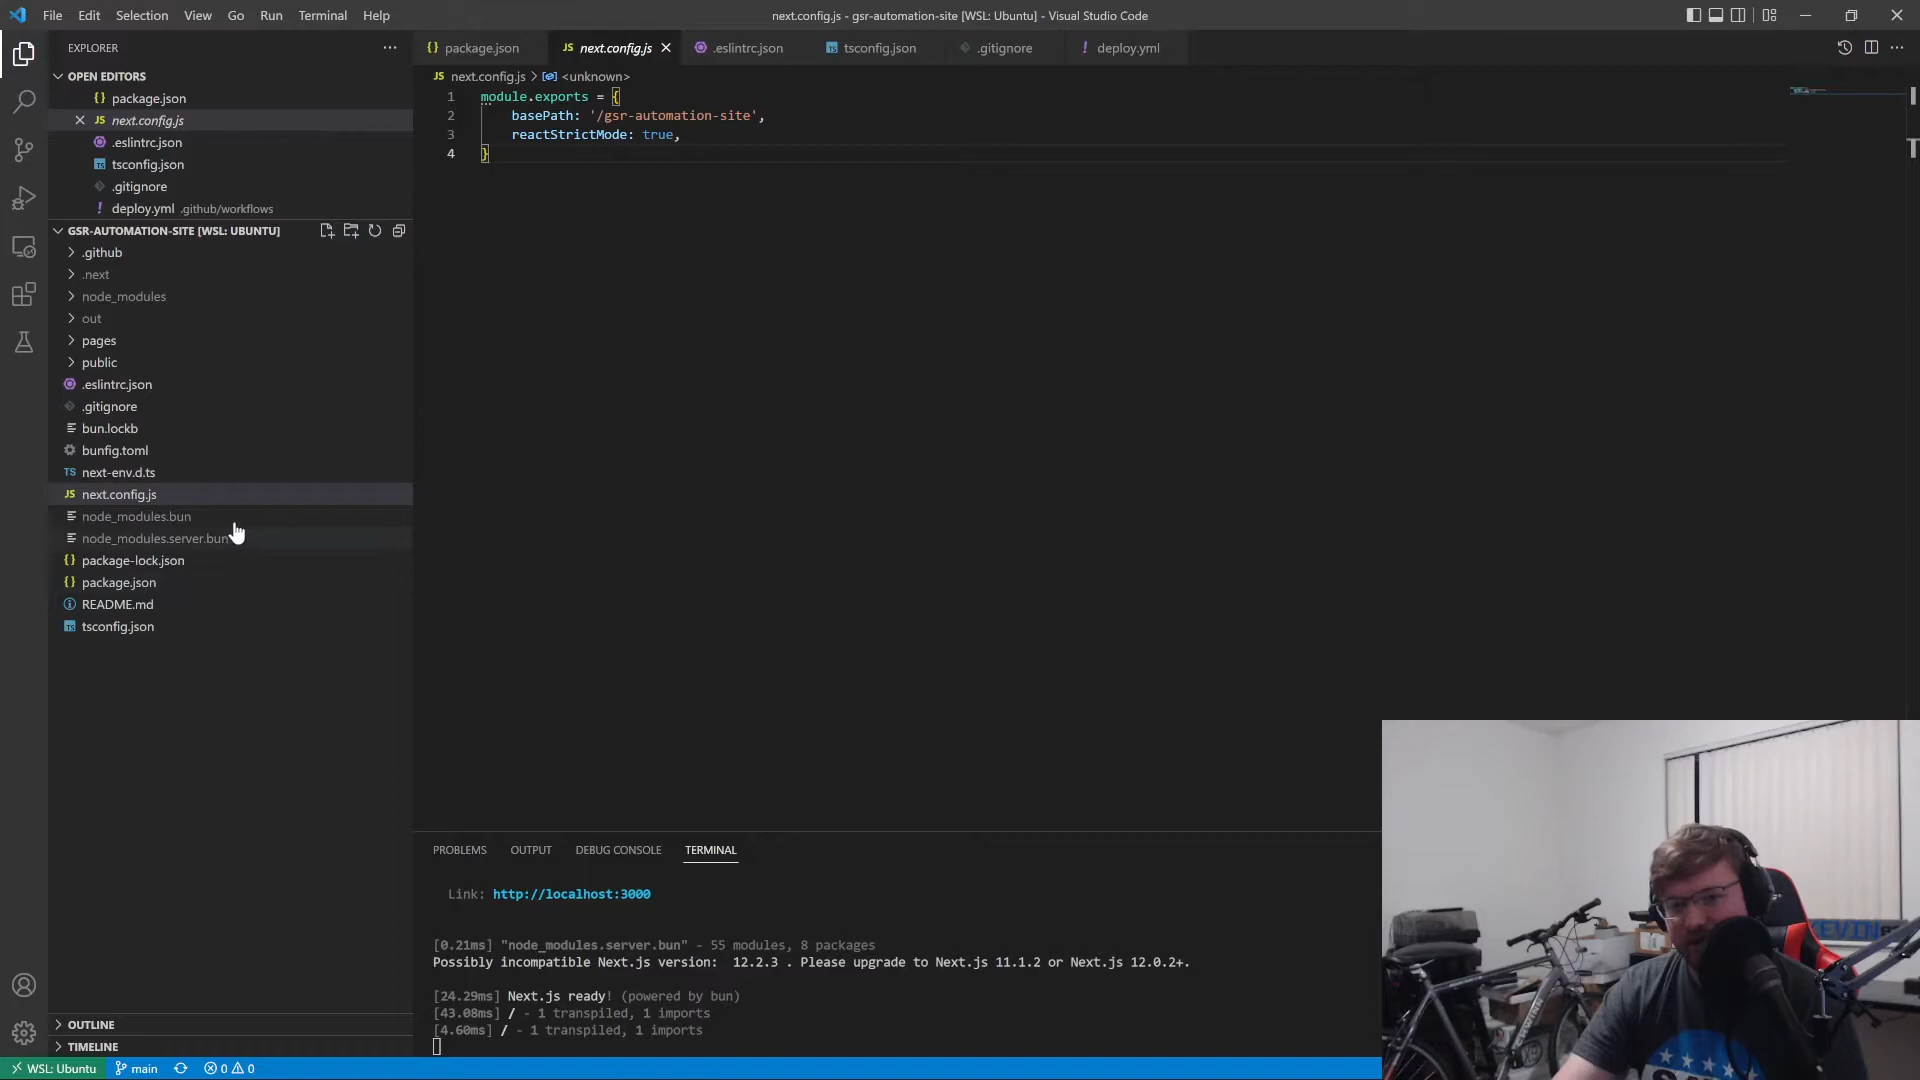 File Edit Selection View Go Run Terminal Help
next.config.js - gsr-automation-site [WSL: Ubuntu] - Visual Studio Code
EXPLORER
OPEN EDITORS
package.json
next.config.js
.eslintrc.json
tsconfig.json
.gitignore
deploy.yml .github/workflows
GSR-AUTOMATION-SITE [WSL: UBUNTU]
.github
.next
node_modules
out
pages
public
.eslintrc.json
.gitignore
bun.lockb
bunfig.toml
TS next-env.d.ts
JS next.config.js
node_modules.bun
node_modules.server.bun
package-lock.json
package.json
README.md
tsconfig.json
OUTLINE
TIMELINE
package.json JS next.config.js .eslintrc.json tsconfig.json .gitignore deploy.yml
JS next.config.js > <unknown>
1 module.exports = {
2 basePath: '/gsr-automation-site',
3 reactStrictMode: true,
4 }
PROBLEMS OUTPUT DEBUG CONSOLE TERMINAL
Link: http://localhost:3000
[0.21ms] "node_modules.server.bun" - 55 modules, 8 packages
Possibly incompatible Next.js version: 12.2.3 . Please upgrade to Next.js 11.1.2 or Next.js 12.0.2+.
[24.29ms] Next.js ready! (powered by bun)
[43.08ms] / - 1 transpiled, 1 imports
[4.60ms] / - 1 transpiled, 1 imports
WSL: Ubuntu main 0 0